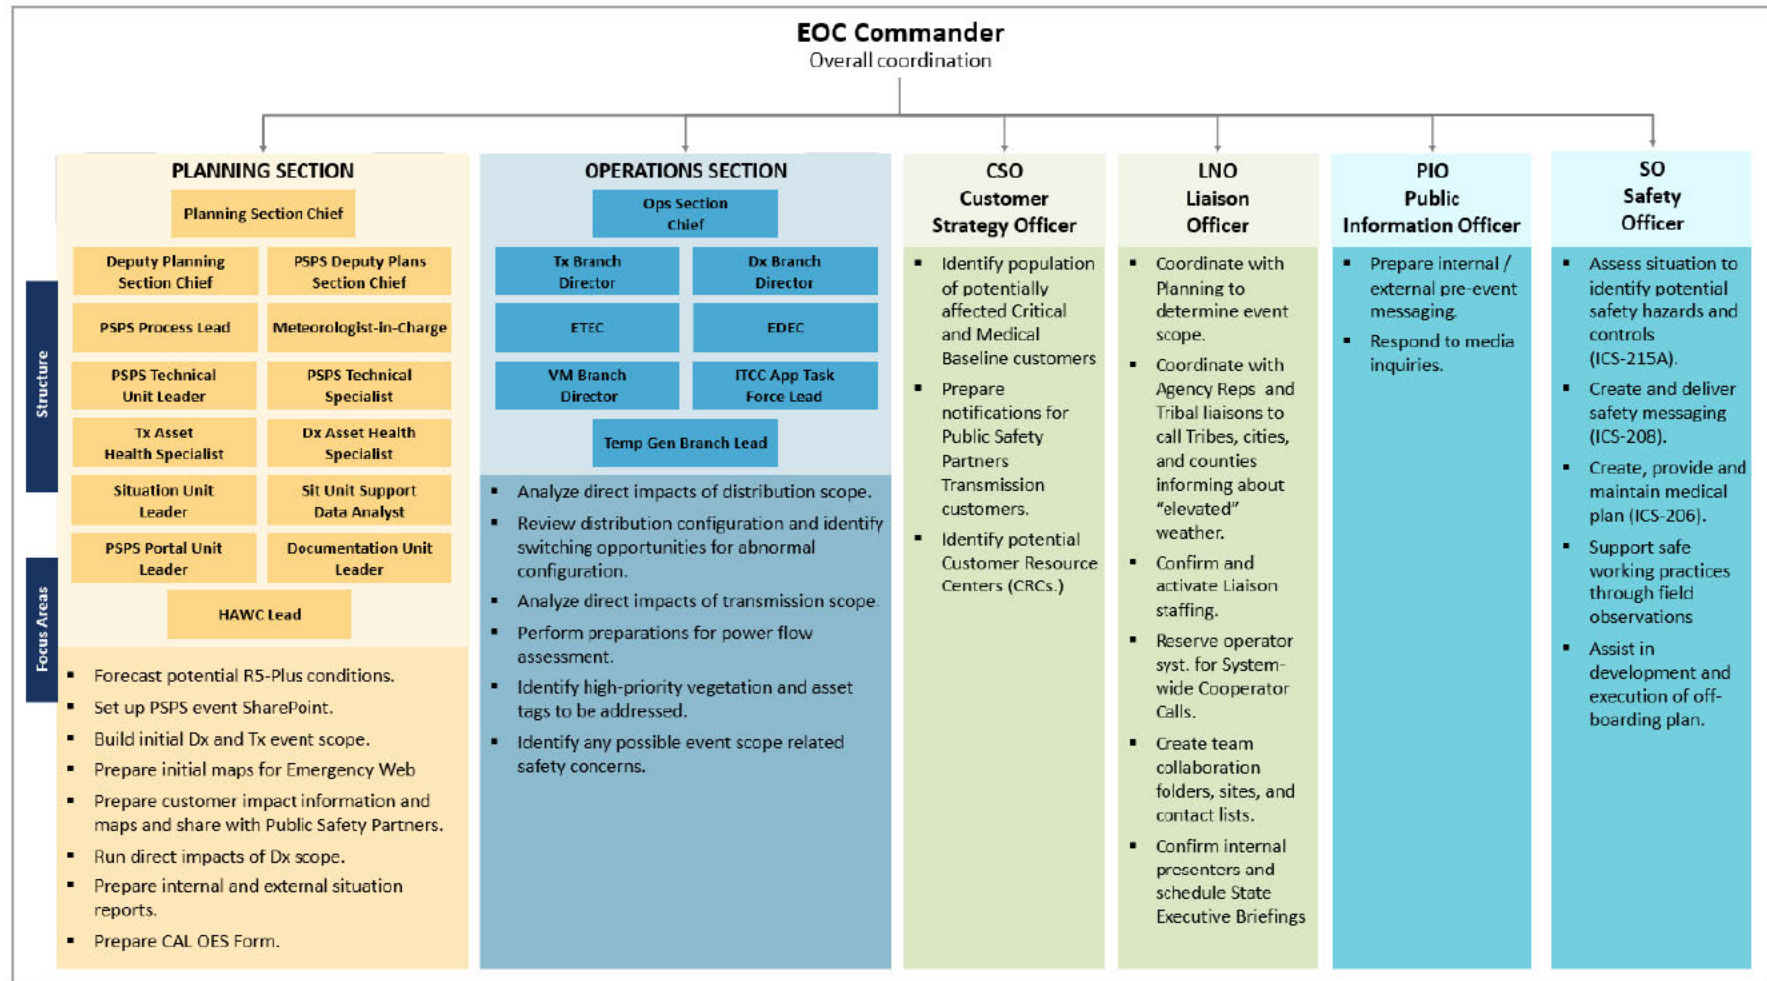 EOC Commander
Overall coordination
PLANNING SECTION
Planning Section Chief
Deputy Planning
Section Chief
PSPS Deputy Plans
Section Chief
PSPS Process Lead
Meteorologist-in-Charge
PSPS Technical
Unit Leader
PSPS Technical
Specialist
Tx Asset
Health Specialist
Dx Asset Health
Specialist
Situation Unit
Leader
Sit Unit Support
Data Analyst
PSPS Portal Unit
Leader
Documentation Unit
Leader
HAWC Lead
Structure
Focus Areas
▪ Forecast potential R5-Plus conditions.
▪ Set up PSPS event SharePoint.
▪ Build initial Dx and Tx event scope.
▪ Prepare initial maps for Emergency Web
▪ Prepare customer impact information and
maps and share with Public Safety Partners.
▪ Run direct impacts of Dx scope.
▪ Prepare internal and external situation
reports.
▪ Prepare CAL OES Form.
OPERATIONS SECTION
Ops Section
Chief
Tx Branch
Director
Dx Branch
Director
ETEC
EDEC
VM Branch
Director
ITCC App Task
Force Lead
Temp Gen Branch Lead
▪ Analyze direct impacts of distribution scope.
▪ Review distribution configuration and identify
switching opportunities for abnormal
configuration.
▪ Analyze direct impacts of transmission scope.
▪ Perform preparations for power flow
assessment.
▪ Identify high-priority vegetation and asset
tags to be addressed.
▪ Identify any possible event scope related
safety concerns.
CSO
Customer
Strategy Officer
▪ Identify population
of potentially
affected Critical
and Medical
Baseline customers
▪ Prepare
notifications for
Public Safety
Partners
Transmission
customers.
▪ Identify potential
Customer Resource
Centers (CRCs.)
LNO
Liaison
Officer
▪ Coordinate with
Planning to
determine event
scope.
▪ Coordinate with
Agency Reps and
Tribal liaisons to
call Tribes, cities,
and counties
informing about
“elevated”
weather.
▪ Confirm and
activate Liaison
staffing.
▪ Reserve operator
syst. for System-
wide Cooperator
Calls.
▪ Create team
collaboration
folders, sites, and
contact lists.
▪ Confirm internal
presenters and
schedule State
Executive Briefings
PIO
Public
Information Officer
▪ Prepare internal /
external pre-event
messaging.
▪ Respond to media
inquiries.
SO
Safety
Officer
▪ Assess situation to
identify potential
safety hazards and
controls
(ICS-215A).
▪ Create and deliver
safety messaging
(ICS-208).
▪ Create, provide and
maintain medical
plan (ICS-206).
▪ Support safe
working practices
through field
observations
▪ Assist in
development and
execution of off-
boarding plan.